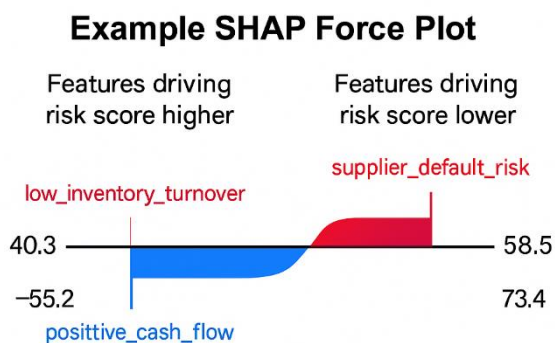 Example SHAP Force Plot
Features driving
risk score higher
Features driving
risk score lower
supplier_default_risk
low_inventory_turnover
40.3
58.5
−55.2
73.4
posittive_cash_flow